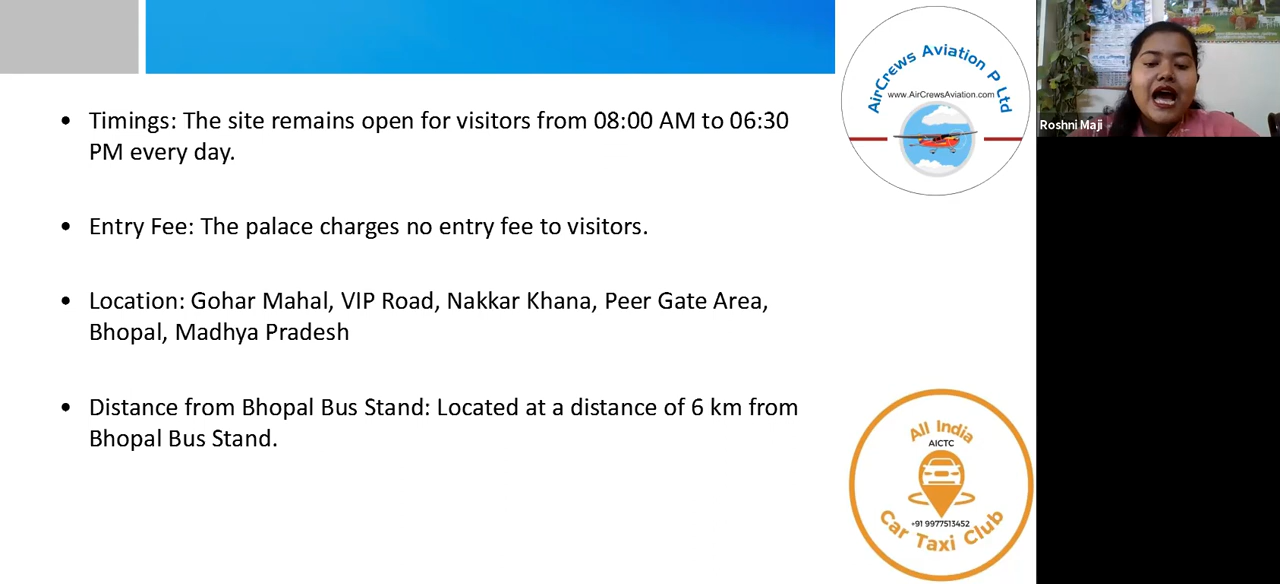 • Timings: The site remains open for visitors from 08:00 AM to 06:30
PM every day.
• Entry Fee: The palace charges no entry fee to visitors.
• Location: Gohar Mahal, VIP Road, Nakkar Khana, Peer Gate Area,
Bhopal, Madhya Pradesh
• Distance from Bhopal Bus Stand: Located at a distance of 6 km from
Bhopal Bus Stand.
AirCrews Aviation P Ltd
www.AirCrewsAviation.com
All India
AICTC
+91 9977513452
Car Taxi Club
Roshni Maji